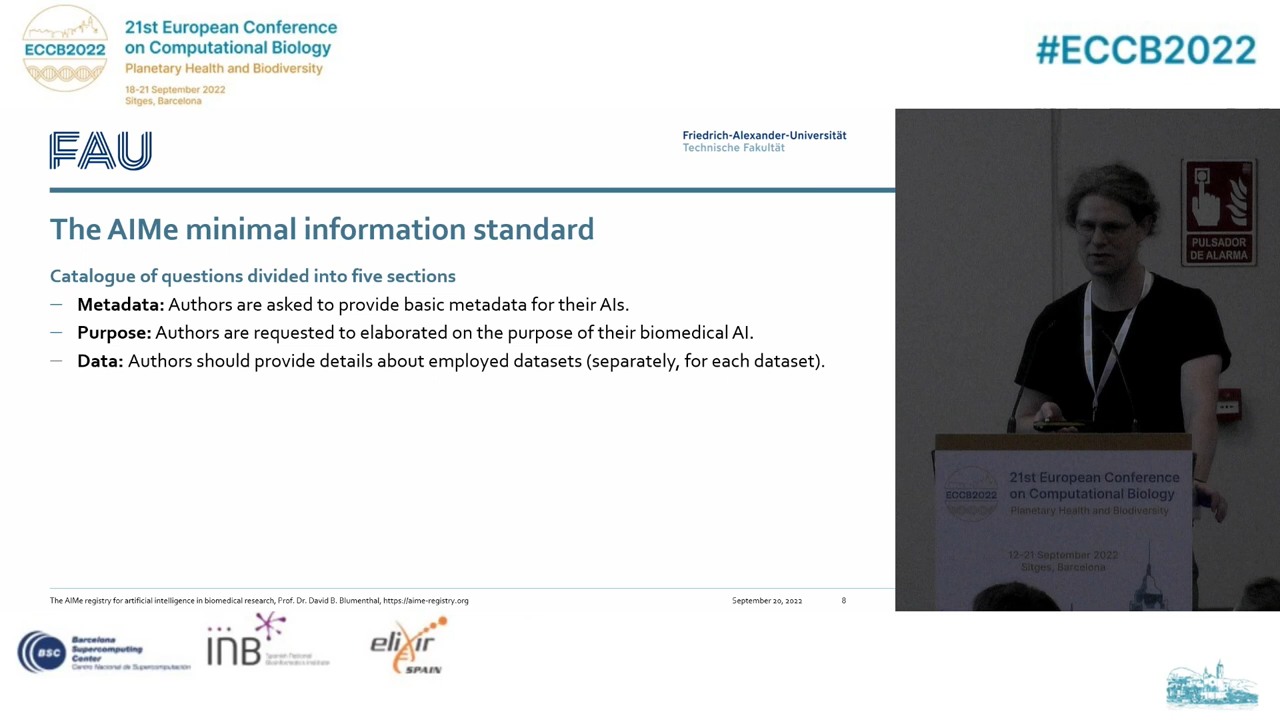 ECCB2022
21st European Conference
on Computational Biology
Planetary Health and Biodiversity
18-21 September 2022
Sitges, Barcelona
#ECCB2022
FAU
Friedrich-Alexander-Universität
Technische Fakultät
The AIMe minimal information standard
Catalogue of questions divided into five sections
— Metadata: Authors are asked to provide basic metadata for their AIs.
— Purpose: Authors are requested to elaborated on the purpose of their biomedical AI.
— Data: Authors should provide details about employed datasets (separately, for each dataset).
The AIMe registry for artificial intelligence in biomedical research, Prof. Dr. David B. Blumenthal, https://aime-registry.org
September 20, 2022
8
PULSADOR
DE ALARMA
ECCB2022
21st European Conference
on Computational Biology
Planetary Health and Biodiversity
12-21 September 2022
Sitges, Barcelona
BSC
Barcelona
Supercomputing
Center
Centro Nacional de Supercomputación
INB
Spanish National
Bioinformatics Institute
elixir
SPAIN